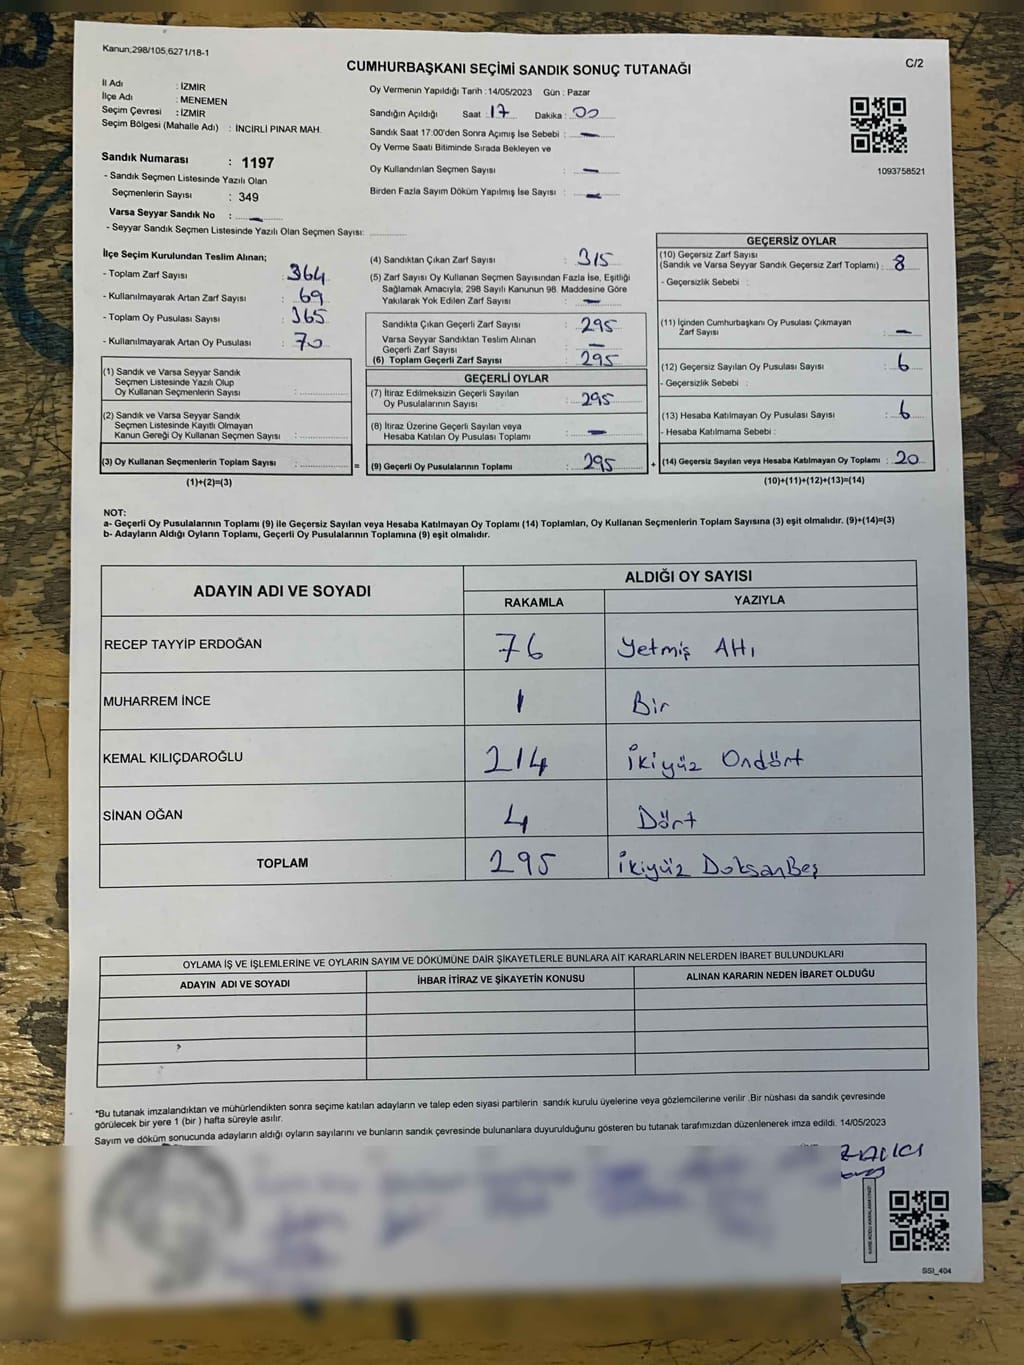 Kanun;298/105,6271/18-1
C/2
CUMHURBAŞKANI SEÇİMİ SANDIK SONUÇ TUTANAĞI
İl Adı : İZMİR
İlçe Adı : MENEMEN
Seçim Çevresi : İZMİR
Seçim Bölgesi (Mahalle Adı) : İNCİRLİ PINAR MAH.
Sandık Numarası : 1197
- Sandık Seçmen Listesinde Yazılı Olan
Seçmenlerin Sayısı : 349
Varsa Seyyar Sandık No : —
- Seyyar Sandık Seçmen Listesinde Yazılı Olan Seçmen Sayısı:
Oy Vermenin Yapıldığı Tarih :14/05/2023 Gün : Pazar
Sandığın Açıldığı Saat : 17 Dakika : 00
Sandık Saat 17:00'den Sonra Açımış İse Sebebi : —
Oy Verme Saati Bitiminde Sırada Bekleyen ve
Oy Kullandırılan Seçmen Sayısı : —
Birden Fazla Sayım Döküm Yapılmış İse Sayısı : —
1093758521
İlçe Seçim Kurulundan Teslim Alınan;
- Toplam Zarf Sayısı : 364
- Kullanılmayarak Artan Zarf Sayısı : 69
- Toplam Oy Pusulası Sayısı : 365
- Kullanılmayarak Artan Oy Pusulası : 70
(1) Sandık ve Varsa Seyyar Sandık
Seçmen Listesinde Yazılı Olup
Oy Kullanan Seçmenlerin Sayısı :
(2) Sandık ve Varsa Seyyar Sandık
Seçmen Listesinde Kayıtlı Olmayan
Kanun Gereği Oy Kullanan Seçmen Sayısı :
(3) Oy Kullanan Seçmenlerin Toplam Sayısı :
(1)+(2)=(3)
=
(4) Sandıktan Çıkan Zarf Sayısı : 315
(5) Zarf Sayısı Oy Kullanan Seçmen Sayısından Fazla İse, Eşitliği
Sağlamak Amacıyla, 298 Sayılı Kanunun 98. Maddesine Göre
Yakılarak Yok Edilen Zarf Sayısı : —
Sandıkta Çıkan Geçerli Zarf Sayısı : 295
Varsa Seyyar Sandıktan Teslim Alınan
Geçerli Zarf Sayısı : —
(6) Toplam Geçerli Zarf Sayısı : 295
GEÇERLİ OYLAR
(7) İtiraz Edilmeksizin Geçerli Sayılan
Oy Pusulalarının Sayısı : 295
(8) İtiraz Üzerine Geçerli Sayılan veya
Hesaba Katılan Oy Pusulası Toplamı : —
(9) Geçerli Oy Pusulalarının Toplamı : 295
+
GEÇERSİZ OYLAR
(10) Geçersiz Zarf Sayısı
(Sandık ve Varsa Seyyar Sandık Geçersiz Zarf Toplamı) : 8
- Geçersizlik Sebebi :
(11) İçinden Cumhurbaşkanı Oy Pusulası Çıkmayan
Zarf Sayısı : —
(12) Geçersiz Sayılan Oy Pusulası Sayısı : 6
- Geçersizlik Sebebi :
(13) Hesaba Katılmayan Oy Pusulası Sayısı : 6
- Hesaba Katılmama Sebebi :
(14) Geçersiz Sayılan veya Hesaba Katılmayan Oy Toplamı : 20
(10)+(11)+(12)+(13)=(14)
NOT:
a- Geçerli Oy Pusulalarının Toplamı (9) ile Geçersiz Sayılan veya Hesaba Katılmayan Oy Toplamı (14) Toplamları, Oy Kullanan Seçmenlerin Toplam Sayısına (3) eşit olmalıdır. (9)+(14)=(3)
b- Adayların Aldığı Oyların Toplamı, Geçerli Oy Pusulalarının Toplamına (9) eşit olmalıdır.
ADAYIN ADI VE SOYADI ALDIĞI OY SAYISI
RAKAMLA YAZIYLA
RECEP TAYYİP ERDOĞAN 76 Yetmiş Altı
MUHARREM İNCE 1 Bir
KEMAL KILIÇDAROĞLU 214 İkiyüz Ondört
SİNAN OĞAN 4 Dört
TOPLAM 295 İkiyüz DoksanBeş
OYLAMA İŞ VE İŞLEMLERİNE VE OYLARIN SAYIM VE DÖKÜMÜNE DAİR ŞİKAYETLERLE BUNLARA AİT KARARLARIN NELERDEN İBARET BULUNDUKLARI
ADAYIN ADI VE SOYADI İHBAR İTİRAZ VE ŞİKAYETİN KONUSU ALINAN KARARIN NEDEN İBARET OLDUĞU
*Bu tutanak imzalandıktan ve mühürlendikten sonra seçime katılan adayların ve talep eden siyasi partilerin sandık kurulu üyelerine veya gözlemcilerine verilir .Bir nüshası da sandık çevresinde
görülecek bir yere 1 (bir ) hafta süreyle asılır.
Sayım ve döküm sonucunda adayların aldığı oyların sayılarını ve bunların sandık çevresinde bulunanlara duyurulduğunu gösteren bu tutanak tarafımızdan düzenlenerek imza edildi. 14/05/2023
SSI_404